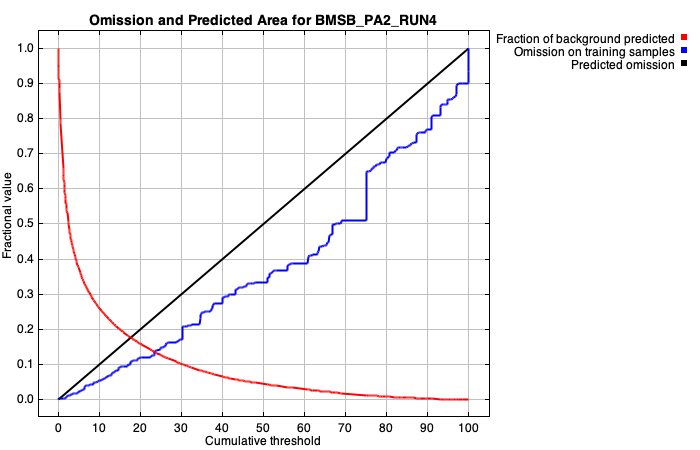 Omission and Predicted Area for BMSB_PA2_RUN4
Fraction of background predicted
Omission on training samples
Predicted omission
Fractional value
1.0
0.9
0.8
0.7
0.6
0.5
0.4
0.3
0.2
0.1
0.0
0 10 20 30 40 50 60 70 80 90 100
Cumulative threshold